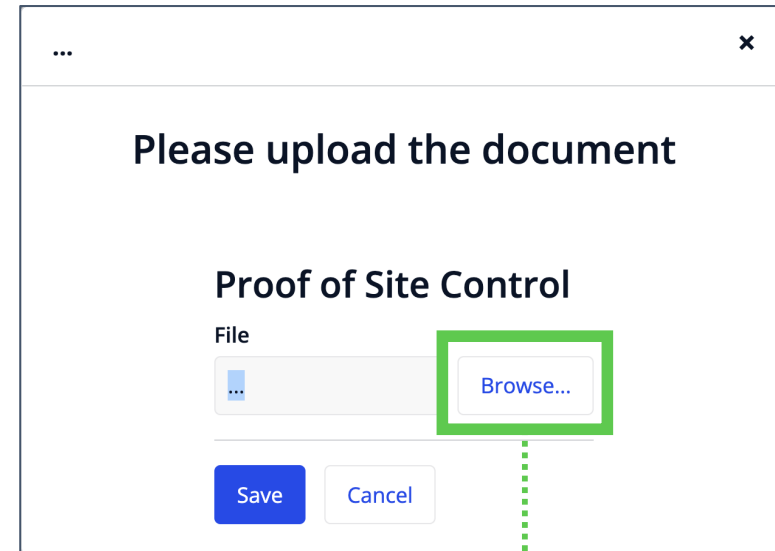 ...
×
Please upload the document
Proof of Site Control
File
... Browse...
Save Cancel